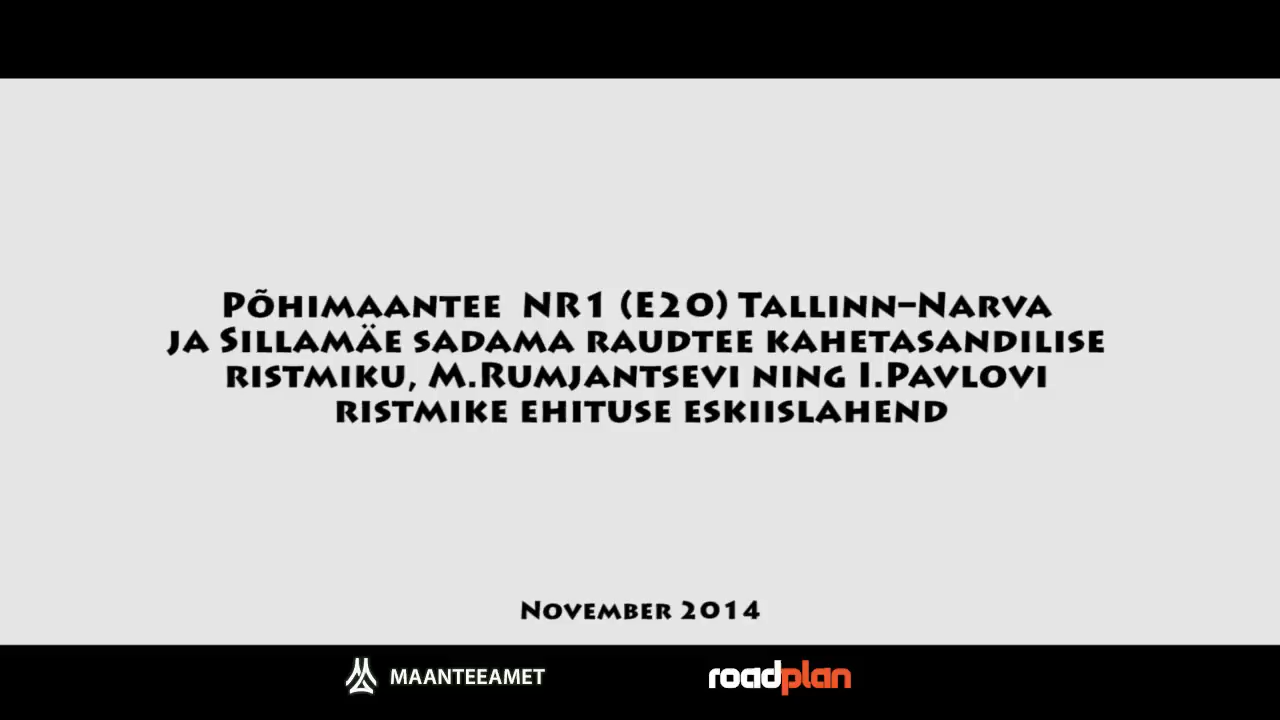 Põhimaantee NR1 (E20) Tallinn–Narva
ja Sillamäe sadama raudtee kahetasandilise
ristmiku, M.Rumjantsevi ning I.Pavlovi
ristmike ehituse eskiislahend
November 2014
MAANTEEAMET
roadplan